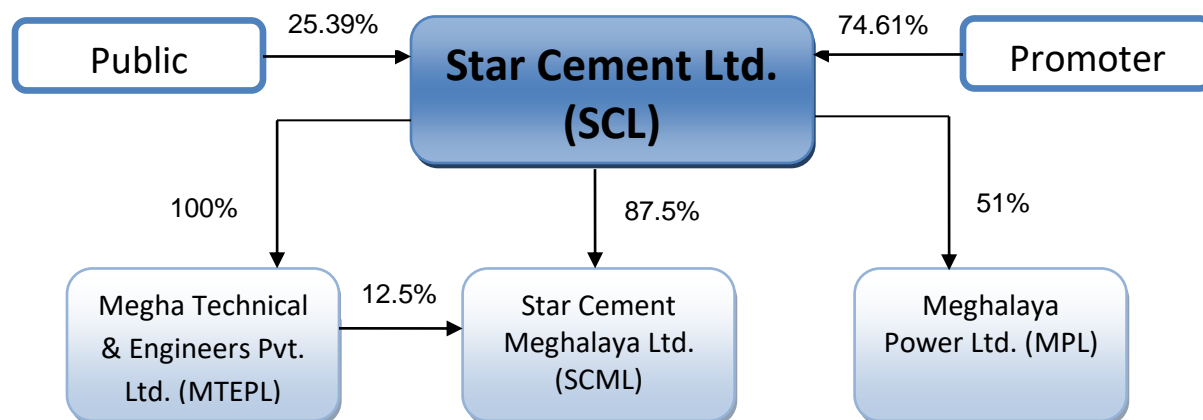 25.39%
74.61%
Public
Star Cement Ltd.
(SCL)
Promoter
100%
87.5%
51%
Megha Technical
& Engineers Pvt.
Ltd. (MTEPL)
12.5%
Star Cement
Meghalaya Ltd.
(SCML)
Meghalaya
Power Ltd. (MPL)